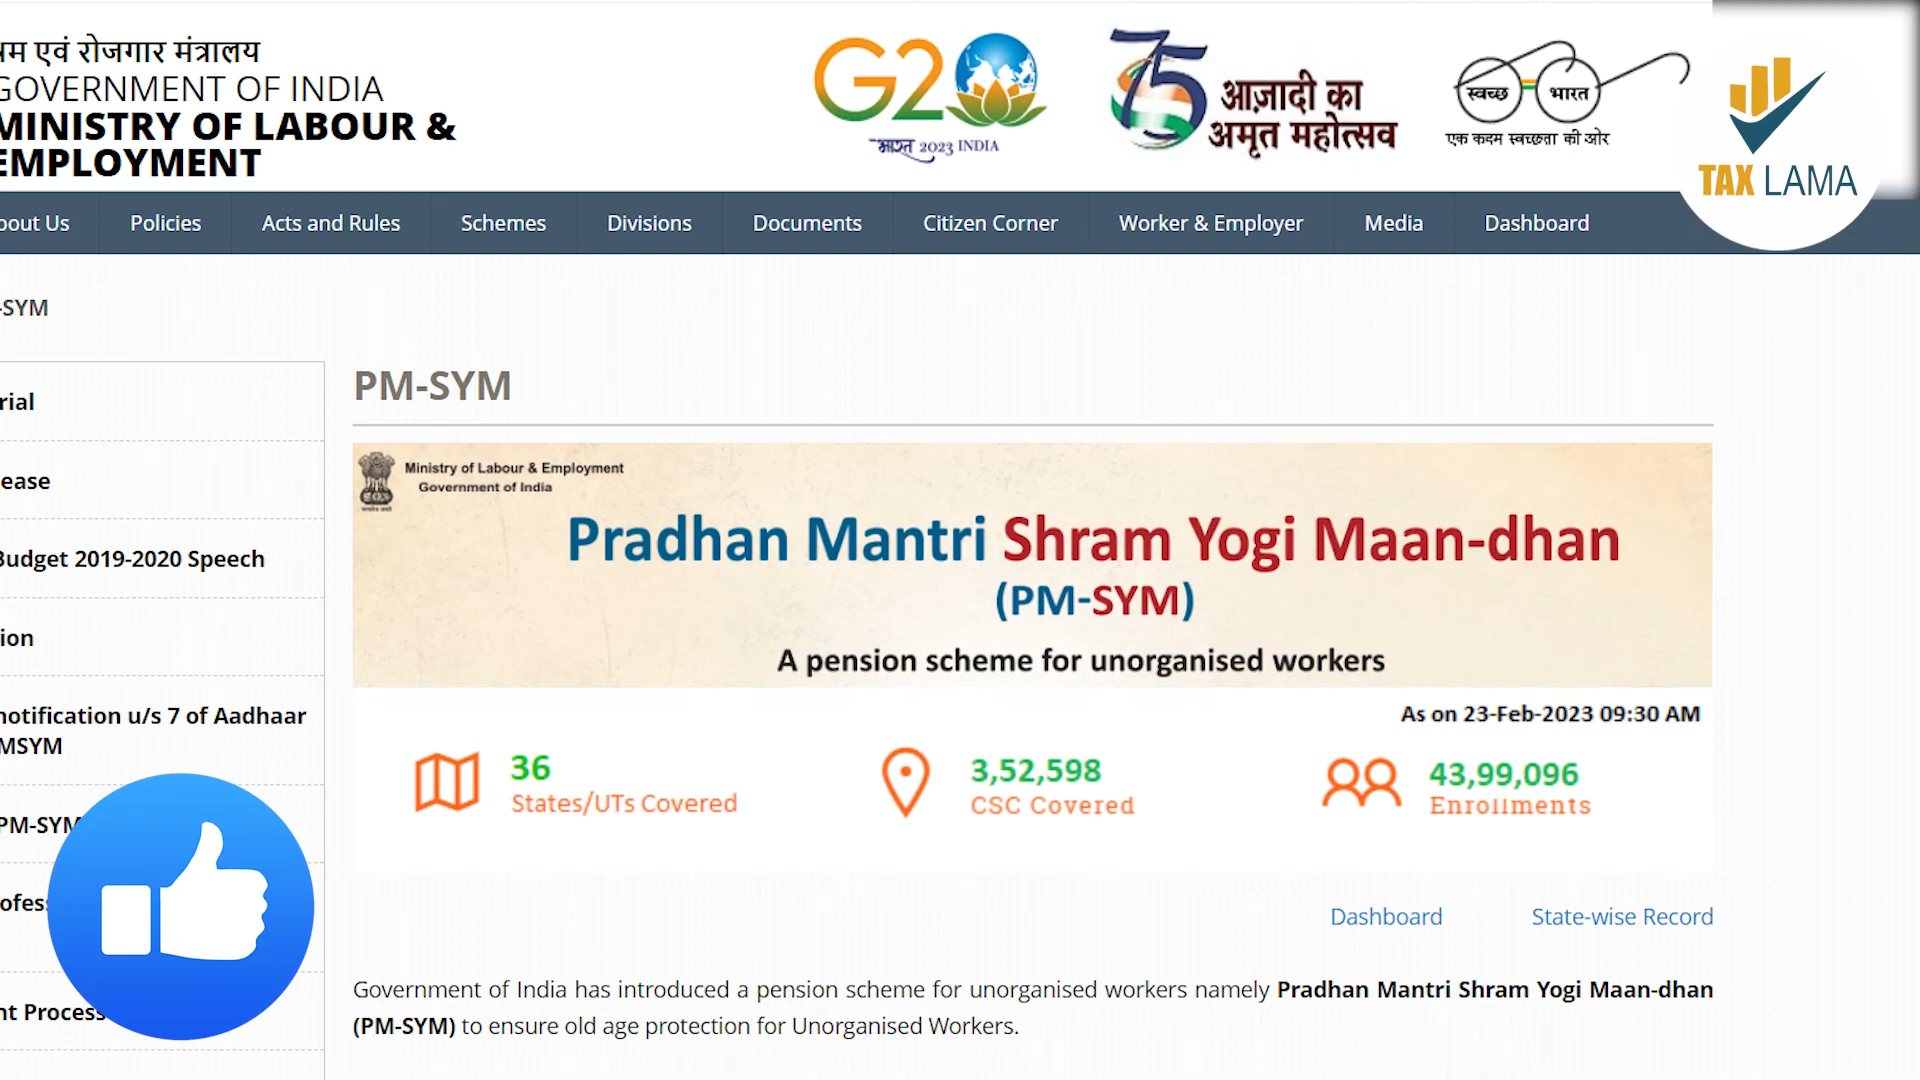 श्रम एवं रोजगार मंत्रालय
GOVERNMENT OF INDIA
MINISTRY OF LABOUR &
EMPLOYMENT
G20
भारत 2023 INDIA
75
आज़ादी का
अमृत महोत्सव
स्वच्छ भारत
एक कदम स्वच्छता की ओर
TAX LAMA
bout Us
Policies
Acts and Rules
Schemes
Divisions
Documents
Citizen Corner
Worker & Employer
Media
Dashboard
-SYM
rial
ease
Budget 2019-2020 Speech
ion
notification u/s 7 of Aadhaar
MSYM
PM-SYM
ofess
nt Process
PM-SYM
Ministry of Labour & Employment
Government of India
Pradhan Mantri Shram Yogi Maan-dhan
(PM-SYM)
A pension scheme for unorganised workers
As on 23-Feb-2023 09:30 AM
36
States/UTs Covered
3,52,598
CSC Covered
43,99,096
Enrollments
Dashboard
State-wise Record
Government of India has introduced a pension scheme for unorganised workers namely Pradhan Mantri Shram Yogi Maan-dhan
(PM-SYM) to ensure old age protection for Unorganised Workers.